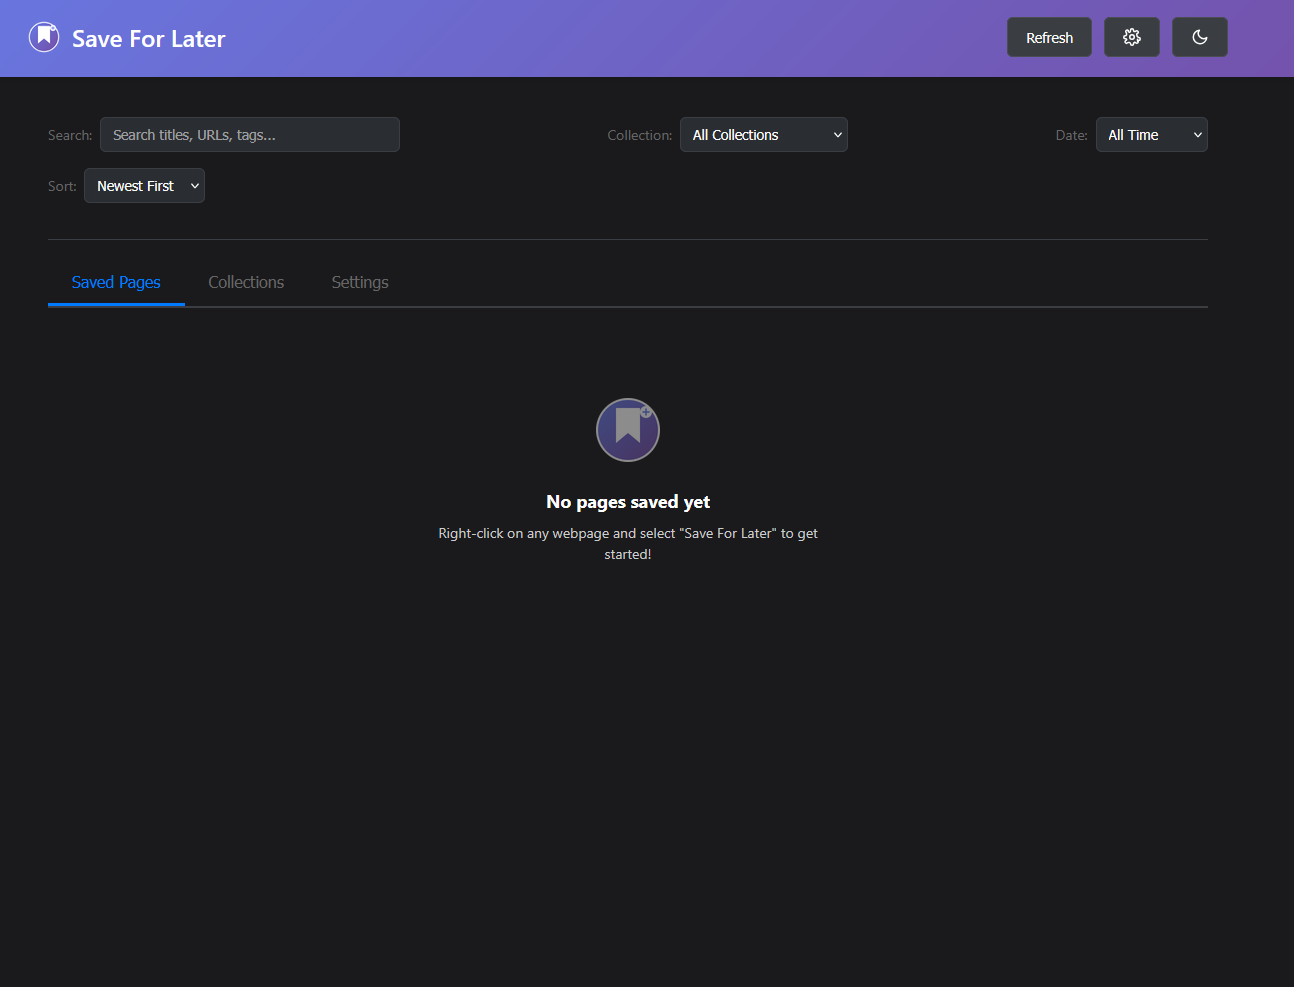 Save For Later
Refresh
Search: Search titles, URLs, tags...
Collection: All Collections
Date: All Time
Sort: Newest First
Saved Pages
Collections
Settings
No pages saved yet
Right-click on any webpage and select "Save For Later" to get
started!